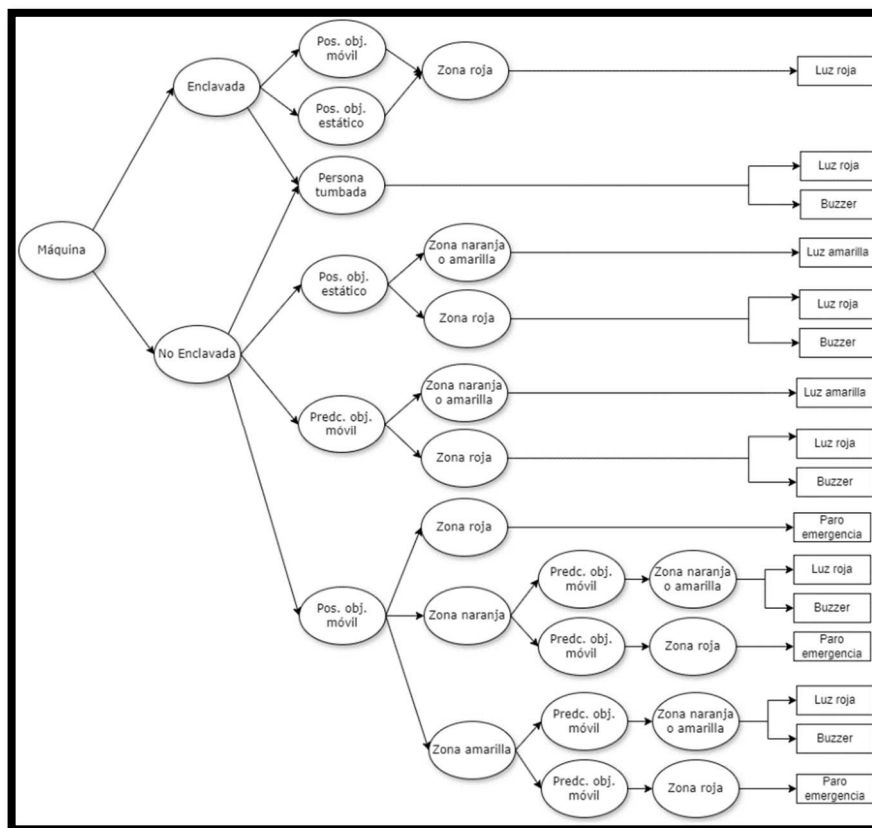 Pos. obj.
móvil
Zona roja
Luz roja
Enclavada
Pos. obj.
estático
Persona
tumbada
Luz roja
Buzzer
Máquina
Zona naranja
o amarilla
Luz amarilla
Pos. obj.
estático
Zona roja
Luz roja
Buzzer
No Enclavada
Zona naranja
o amarilla
Luz amarilla
Predc. obj.
móvil
Zona roja
Luz roja
Buzzer
Zona roja
Paro
emergencia
Pos. obj.
móvil
Zona naranja
Predc. obj.
móvil
Zona naranja
o amarilla
Luz roja
Buzzer
Predc. obj.
móvil
Zona roja
Paro
emergencia
Zona amarilla
Predc. obj.
móvil
Zona naranja
o amarilla
Luz roja
Buzzer
Predc. obj.
móvil
Zona roja
Paro
emergencia